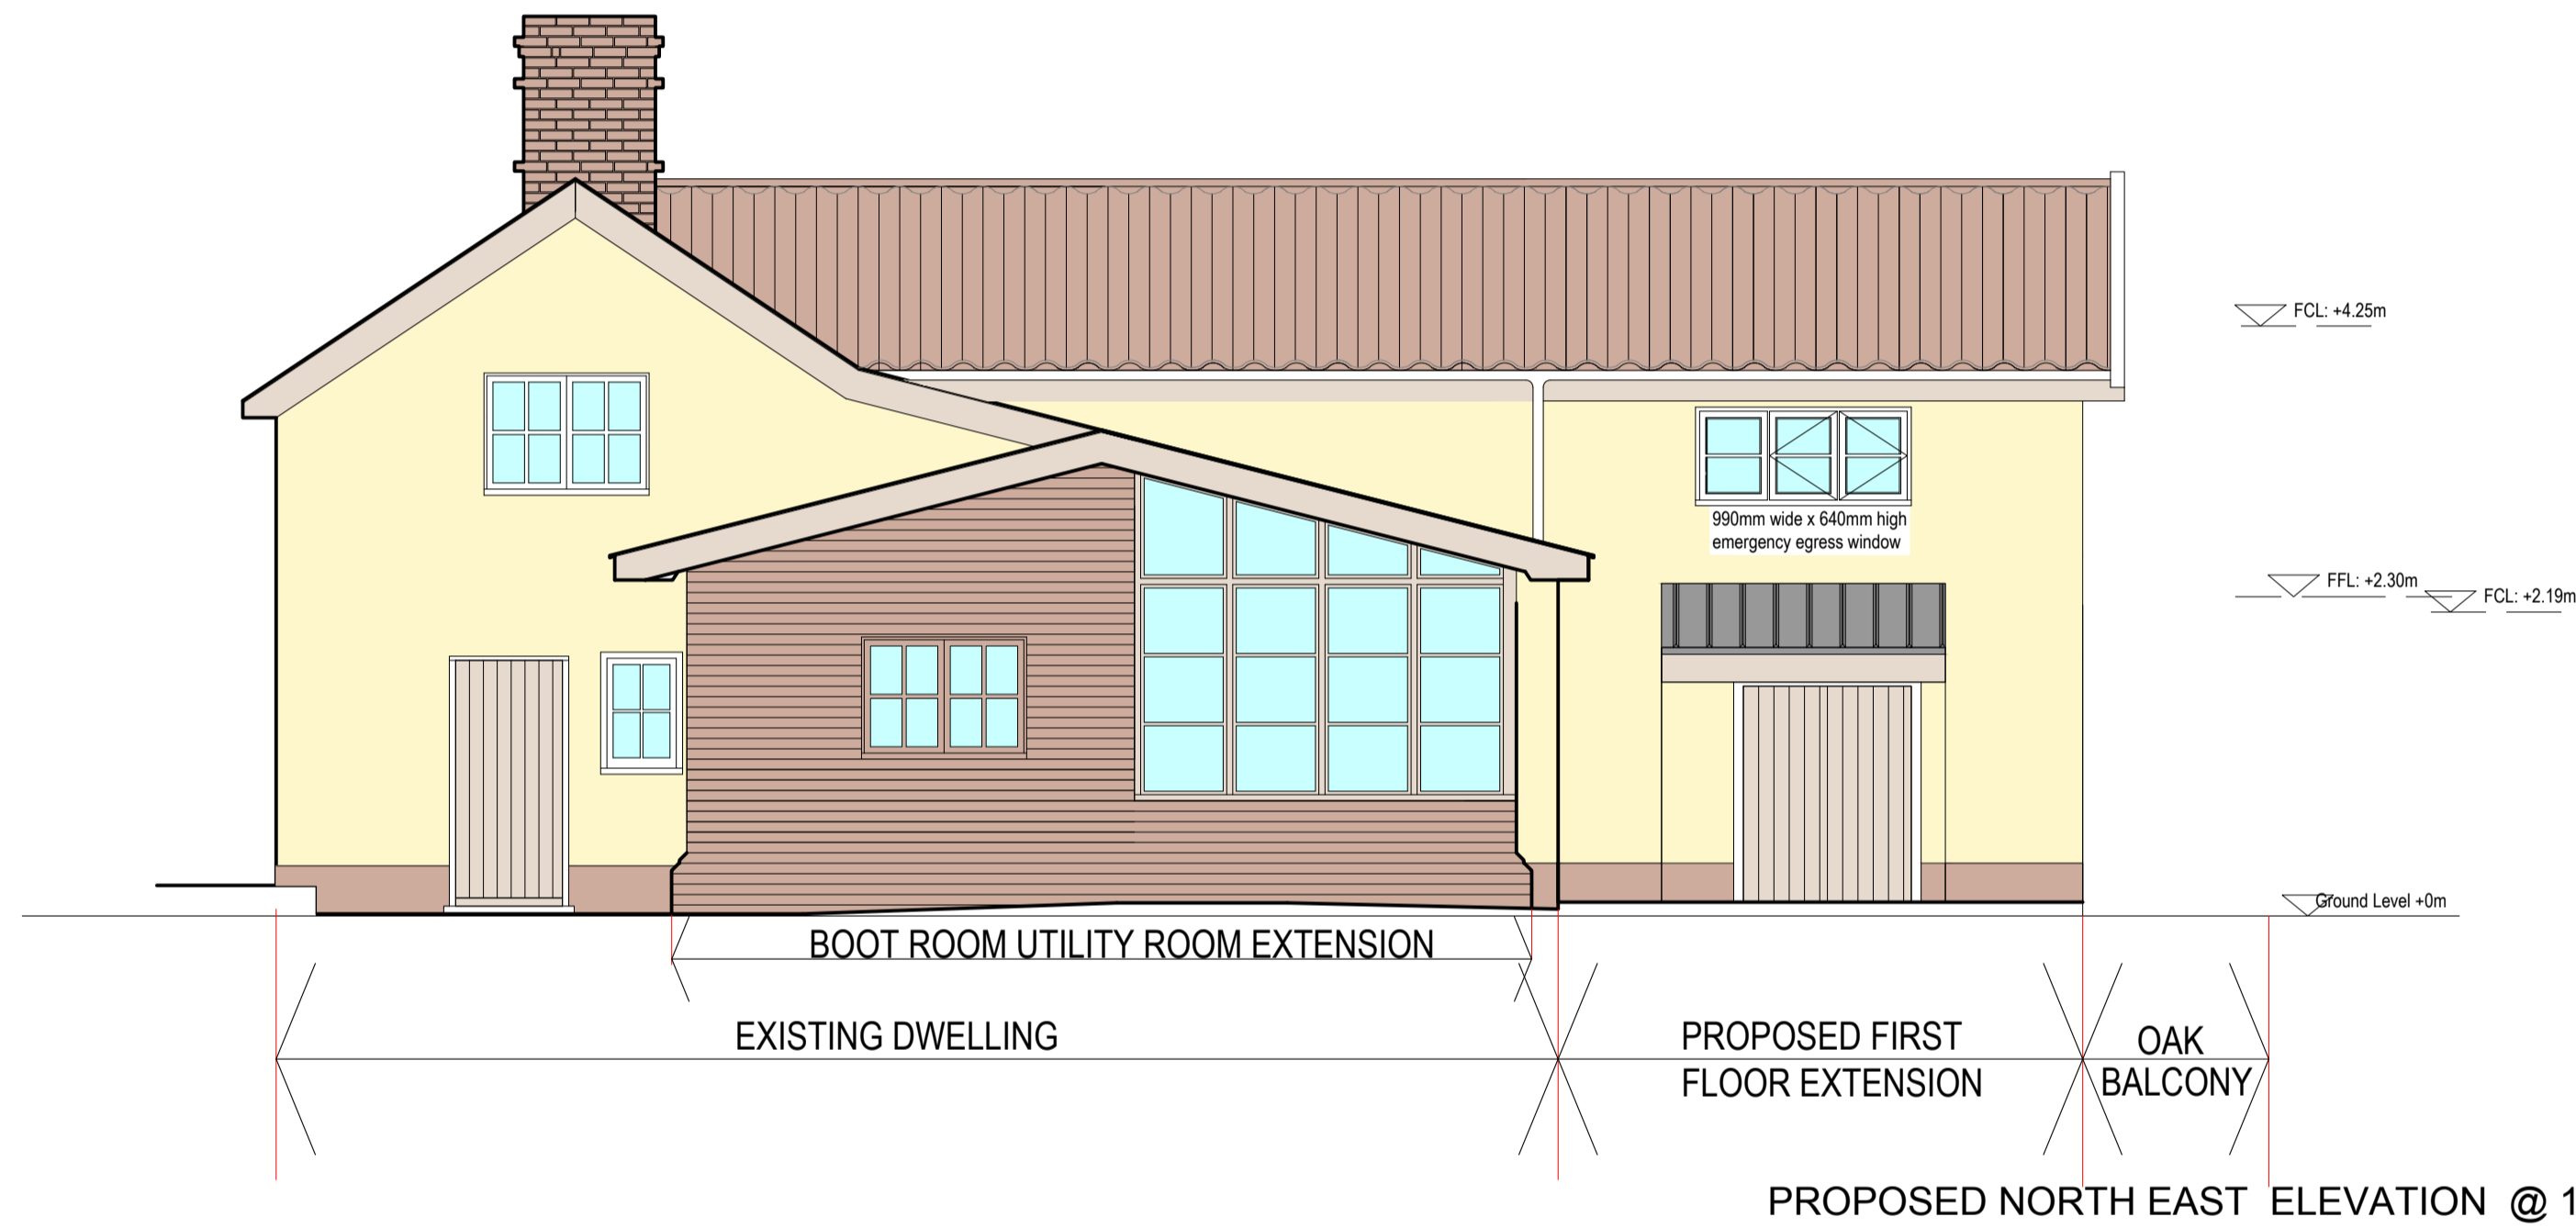 FCL: +4.25m
990mm wide x 640mm high
emergency egress window
FFL: +2.30m
FCL: +2.19m
Ground Level +0m
BOOT ROOM UTILITY ROOM EXTENSION
EXISTING DWELLING
PROPOSED FIRST
FLOOR EXTENSION
OAK
BALCONY
PROPOSED NORTH EAST ELEVATION @ 1